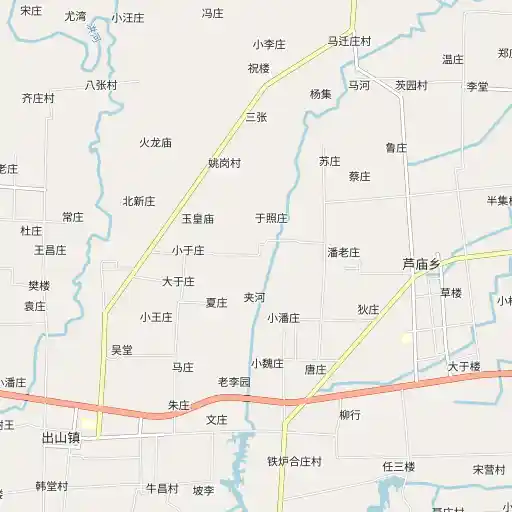 宋庄
尤湾
小汪庄
冯庄
小李庄
马迁庄村
祝楼
温庄
八张村
马河
茨园村
李堂
齐庄村
杨集
三张
火龙庙
鲁庄
姚岗村
苏庄
老庄
蔡庄
北新庄
常庄
玉皇庙
于照庄
杜庄
王昌庄
小于庄
潘老庄
芦庙乡
樊楼
大于庄
草楼
袁庄
夏庄
夹河
小王庄
小潘庄
狄庄
吴堂
马庄
小魏庄
唐庄
大于楼
小潘庄
老李园
朱庄
文庄
柳行
出山镇
铁炉合庄村
任三楼
宋营村
韩堂村
牛昌村
坡李